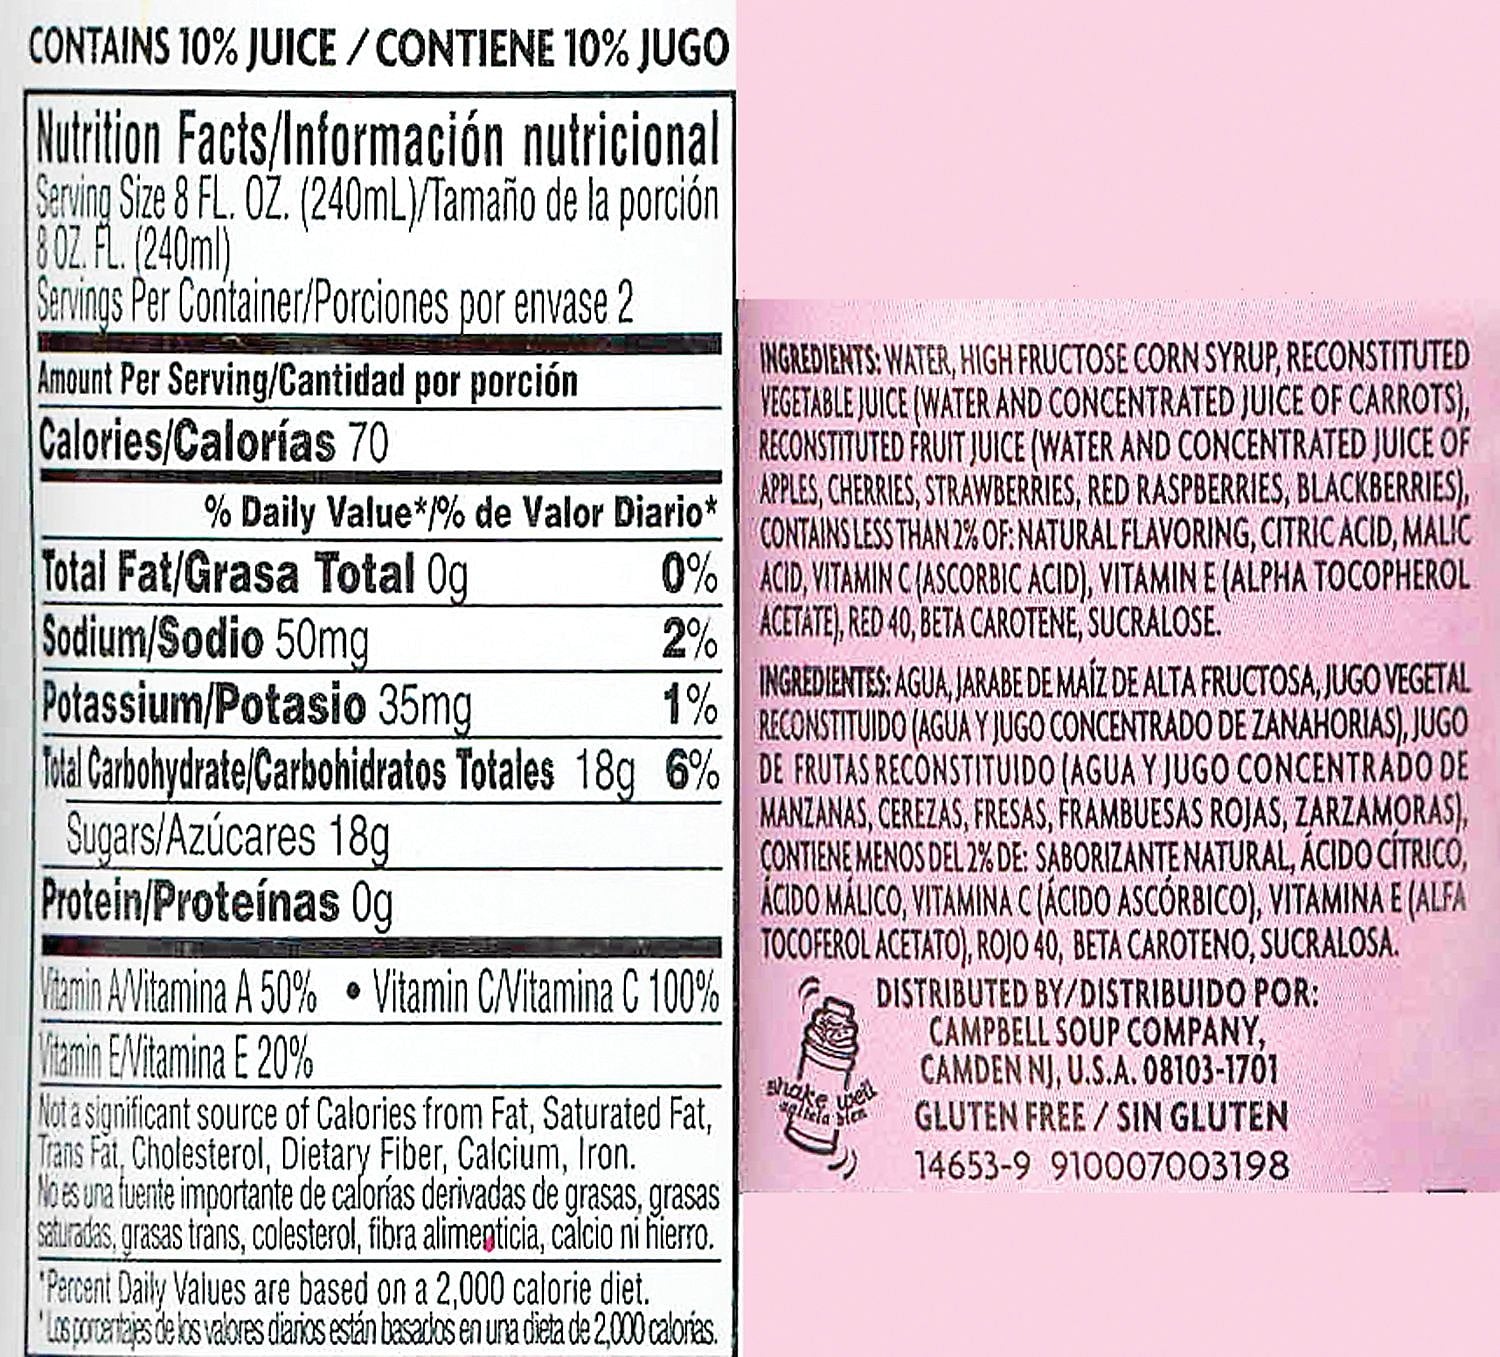 CONTAINS 10% JUICE / CONTIENE 10% JUGO
Nutrition Facts/Información nutricional
Serving Size 8 FL. OZ. (240mL)/Tamaño de la porción
8 OZ. FL. (240ml)
Servings Per Container/Porciones por envase 2
Amount Per Serving/Cantidad por porción
Calories/Calorías 70
% Daily Value*/% de Valor Diario*
Total Fat/Grasa Total 0g 0%
Sodium/Sodio 50mg 2%
Potassium/Potasio 35mg 1%
Total Carbohydrate/Carbohidratos Totales 18g 6%
Sugars/Azúcares 18g
Protein/Proteínas 0g
Vitamin A/Vitamina A 50% • Vitamin C/Vitamina C 100%
Vitamin E/Vitamina E 20%
Not a significant source of Calories from Fat, Saturated Fat,
Trans Fat, Cholesterol, Dietary Fiber, Calcium, Iron.
No es una fuente importante de calorías derivadas de grasas, grasas
saturadas, grasas trans, colesterol, fibra alimenticia, calcio ni hierro.
*Percent Daily Values are based on a 2,000 calorie diet.
*Los porcentajes de los valores diarios están basados en una dieta de 2,000 calorías.
INGREDIENTS: WATER, HIGH FRUCTOSE CORN SYRUP, RECONSTITUTED
VEGETABLE JUICE (WATER AND CONCENTRATED JUICE OF CARROTS),
RECONSTITUTED FRUIT JUICE (WATER AND CONCENTRATED JUICE OF
APPLES, CHERRIES, STRAWBERRIES, RED RASPBERRIES, BLACKBERRIES),
CONTAINS LESS THAN 2% OF: NATURAL FLAVORING, CITRIC ACID, MALIC
ACID, VITAMIN C (ASCORBIC ACID), VITAMIN E (ALPHA TOCOPHEROL
ACETATE), RED 40, BETA CAROTENE, SUCRALOSE.
INGREDIENTES: AGUA, JARABE DE MAÍZ DE ALTA FRUCTOSA, JUGO VEGETAL
RECONSTITUIDO (AGUA Y JUGO CONCENTRADO DE ZANAHORIAS), JUGO
DE FRUTAS RECONSTITUIDO (AGUA Y JUGO CONCENTRADO DE
MANZANAS, CEREZAS, FRESAS, FRAMBUESAS ROJAS, ZARZAMORAS),
CONTIENE MENOS DEL 2% DE: SABORIZANTE NATURAL, ÁCIDO CÍTRICO,
ÁCIDO MÁLICO, VITAMINA C (ÁCIDO ASCÓRBICO), VITAMINA E (ALFA
TOCOFEROL ACETATO), ROJO 40, BETA CAROTENO, SUCRALOSA.
DISTRIBUTED BY/DISTRIBUIDO POR:
CAMPBELL SOUP COMPANY,
CAMDEN NJ, U.S.A. 08103-1701
shake well
agítela bien
GLUTEN FREE / SIN GLUTEN
14653-9 910007003198